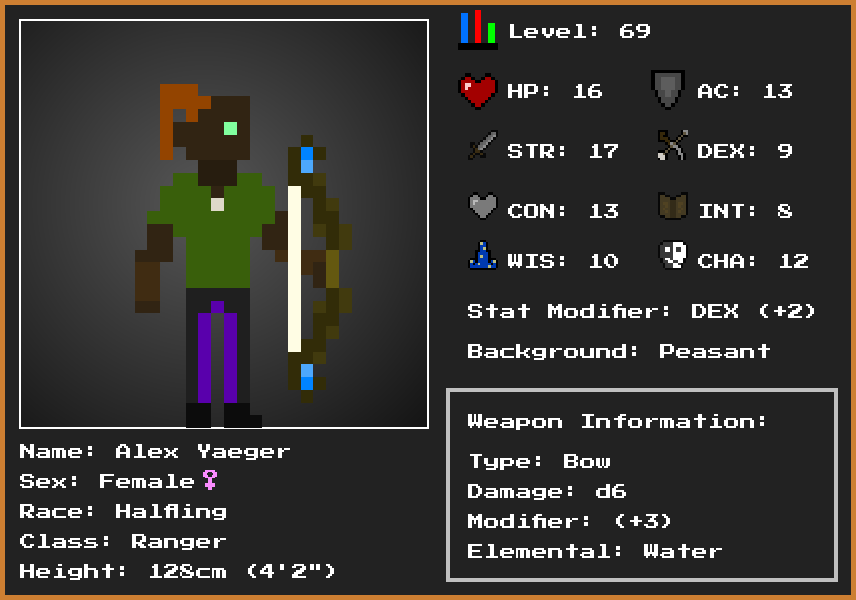 Level: 69
HP: 16 AC: 13
STR: 17 DEX: 9
CON: 13 INT: 8
WIS: 10 CHA: 12
Stat Modifier: DEX (+2)
Background: Peasant
Weapon Information:
Type: Bow
Damage: d6
Modifier: (+3)
Elemental: Water
Name: Alex Yaeger
Sex: Female♀
Race: Halfling
Class: Ranger
Height: 128cm (4'2")